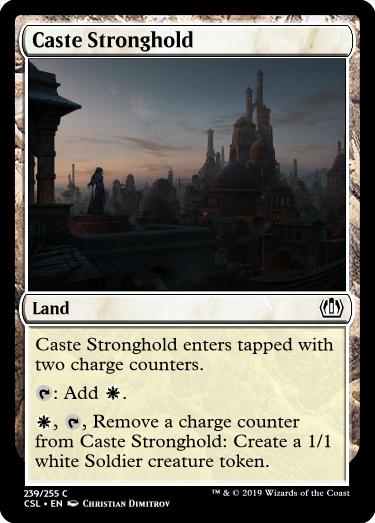 Caste Stronghold
Land
Caste Stronghold enters tapped with
two charge counters.
: Add .
, , Remove a charge counter
from Caste Stronghold: Create a 1/1
white Soldier creature token.
239/255 C
CSL • EN Christian Dimitrov
™ & © 2019 Wizards of the Coast